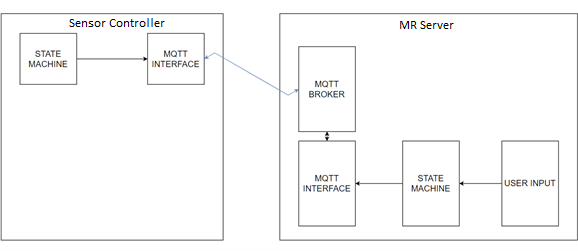 Sensor Controller
STATE
MACHINE
MQTT
INTERFACE
MR Server
MQTT
BROKER
MQTT
INTERFACE
STATE
MACHINE
USER INPUT